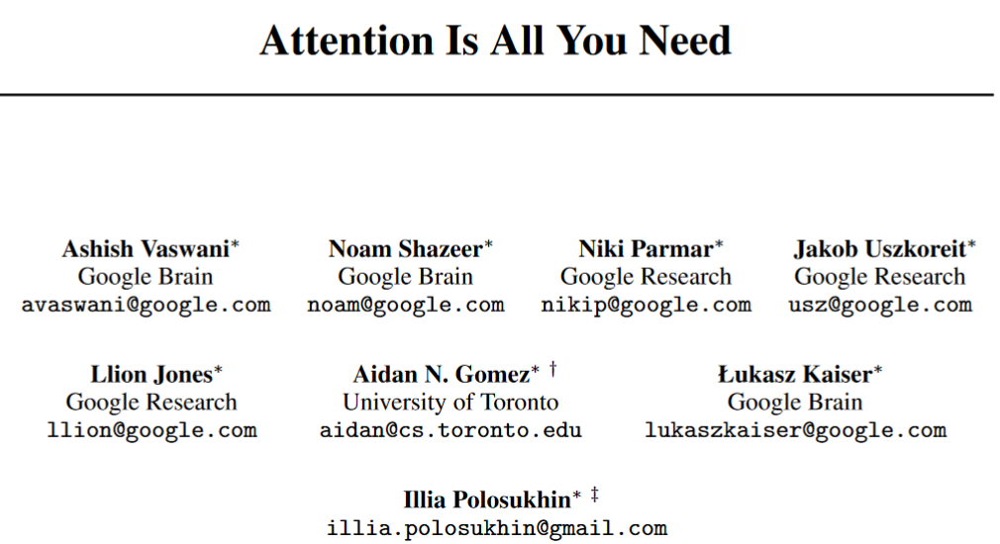 Attention Is All You Need
Ashish Vaswani* Noam Shazeer* Niki Parmar* Jakob Uszkoreit*
Google Brain Google Brain Google Research Google Research
avaswani@google.com noam@google.com nikip@google.com usz@google.com
Llion Jones* Aidan N. Gomez* † Łukasz Kaiser*
Google Research University of Toronto Google Brain
llion@google.com aidan@cs.toronto.edu lukaszkaiser@google.com
Illia Polosukhin* ‡
illia.polosukhin@gmail.com